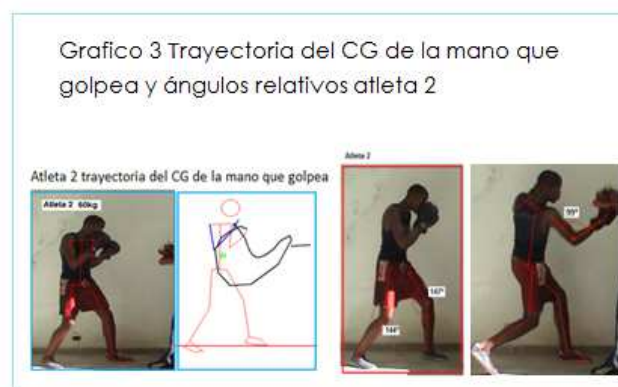 Grafico 3 Trayectoria del CG de la mano que
golpea y ángulos relativos atleta 2
Atleta 2
Atleta 2 trayectoria del CG de la mano que golpea
Atleta 2 60kg
99°
147°
144°